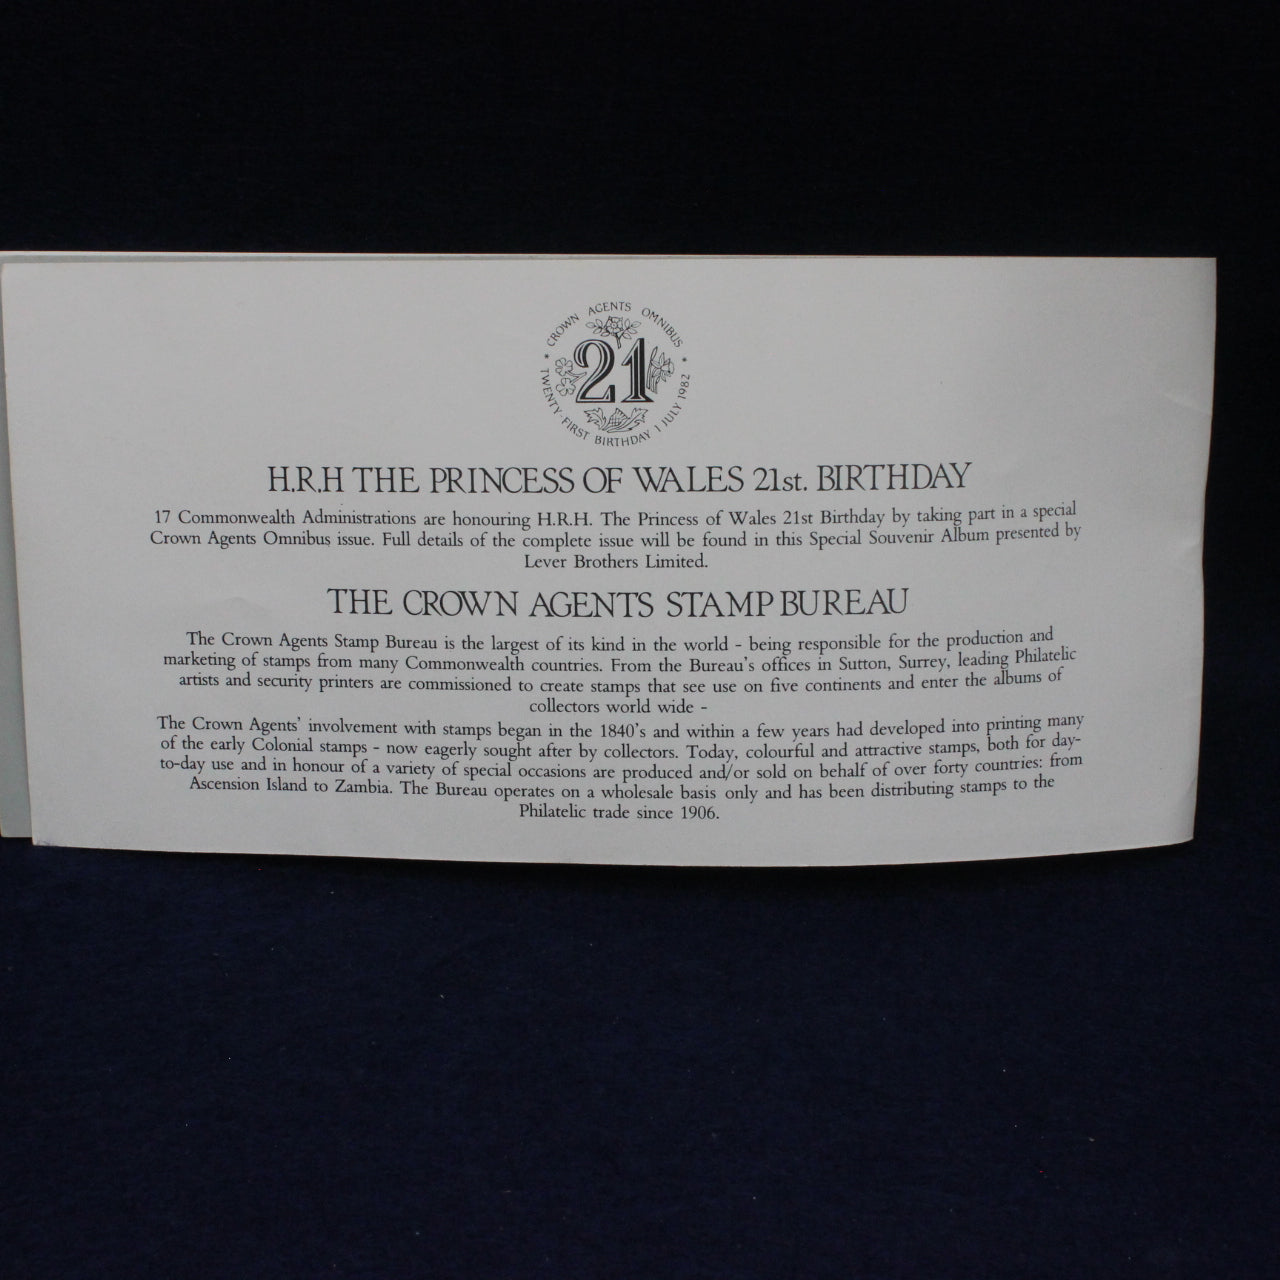 CROWN AGENTS OMNIBUS
21
* TWENTY-FIRST BIRTHDAY 1 JULY 1982 *
H.R.H THE PRINCESS OF WALES 21st. BIRTHDAY
17 Commonwealth Administrations are honouring H.R.H. The Princess of Wales 21st Birthday by taking part in a special
Crown Agents Omnibus issue. Full details of the complete issue will be found in this Special Souvenir Album presented by
Lever Brothers Limited.
THE CROWN AGENTS STAMP BUREAU
The Crown Agents Stamp Bureau is the largest of its kind in the world - being responsible for the production and
marketing of stamps from many Commonwealth countries. From the Bureau's offices in Sutton, Surrey, leading Philatelic
artists and security printers are commissioned to create stamps that see use on five continents and enter the albums of
collectors world wide -
The Crown Agents' involvement with stamps began in the 1840's and within a few years had developed into printing many
of the early Colonial stamps - now eagerly sought after by collectors. Today, colourful and attractive stamps, both for day-
to-day use and in honour of a variety of special occasions are produced and/or sold on behalf of over forty countries: from
Ascension Island to Zambia. The Bureau operates on a wholesale basis only and has been distributing stamps to the
Philatelic trade since 1906.